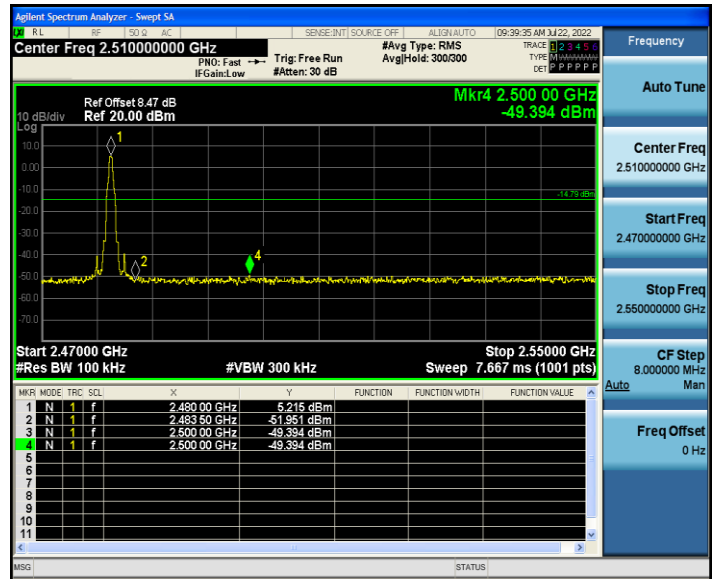 Agilent Spectrum Analyzer - Swept SA
RL RF 50 Ω AC SENSE:INT SOURCE OFF ALIGNAUTO 09:39:35 AM Jul 22, 2022
Center Freq 2.510000000 GHz #Avg Type: RMS TRACE 1 2 3 4 5 6
PNO: Fast Trig: Free Run Avg|Hold: 300/300 TYPE M
IFGain:Low #Atten: 30 dB DET P P P P P P
Mkr4 2.500 00 GHz
-49.394 dBm
Ref Offset 8.47 dB
10 dB/div Ref 20.00 dBm
Log
10.0
0.00
-10.0
-20.0
-30.0
-40.0
-50.0
-60.0
-70.0
1
2
4
-14.79 dBm
Start 2.47000 GHz Stop 2.55000 GHz
#Res BW 100 kHz #VBW 300 kHz Sweep 7.667 ms (1001 pts)
MKR MODE TRC SCL X Y FUNCTION FUNCTION WIDTH FUNCTION VALUE
1 N 1 f 2.480 00 GHz 5.215 dBm
2 N 1 f 2.483 50 GHz -51.951 dBm
3 N 1 f 2.500 00 GHz -49.394 dBm
4 N 1 f 2.500 00 GHz -49.394 dBm
5
6
7
8
9
10
11
MSG STATUS
Frequency
Auto Tune
Center Freq
2.510000000 GHz
Start Freq
2.470000000 GHz
Stop Freq
2.550000000 GHz
CF Step
8.000000 MHz
Auto Man
Freq Offset
0 Hz